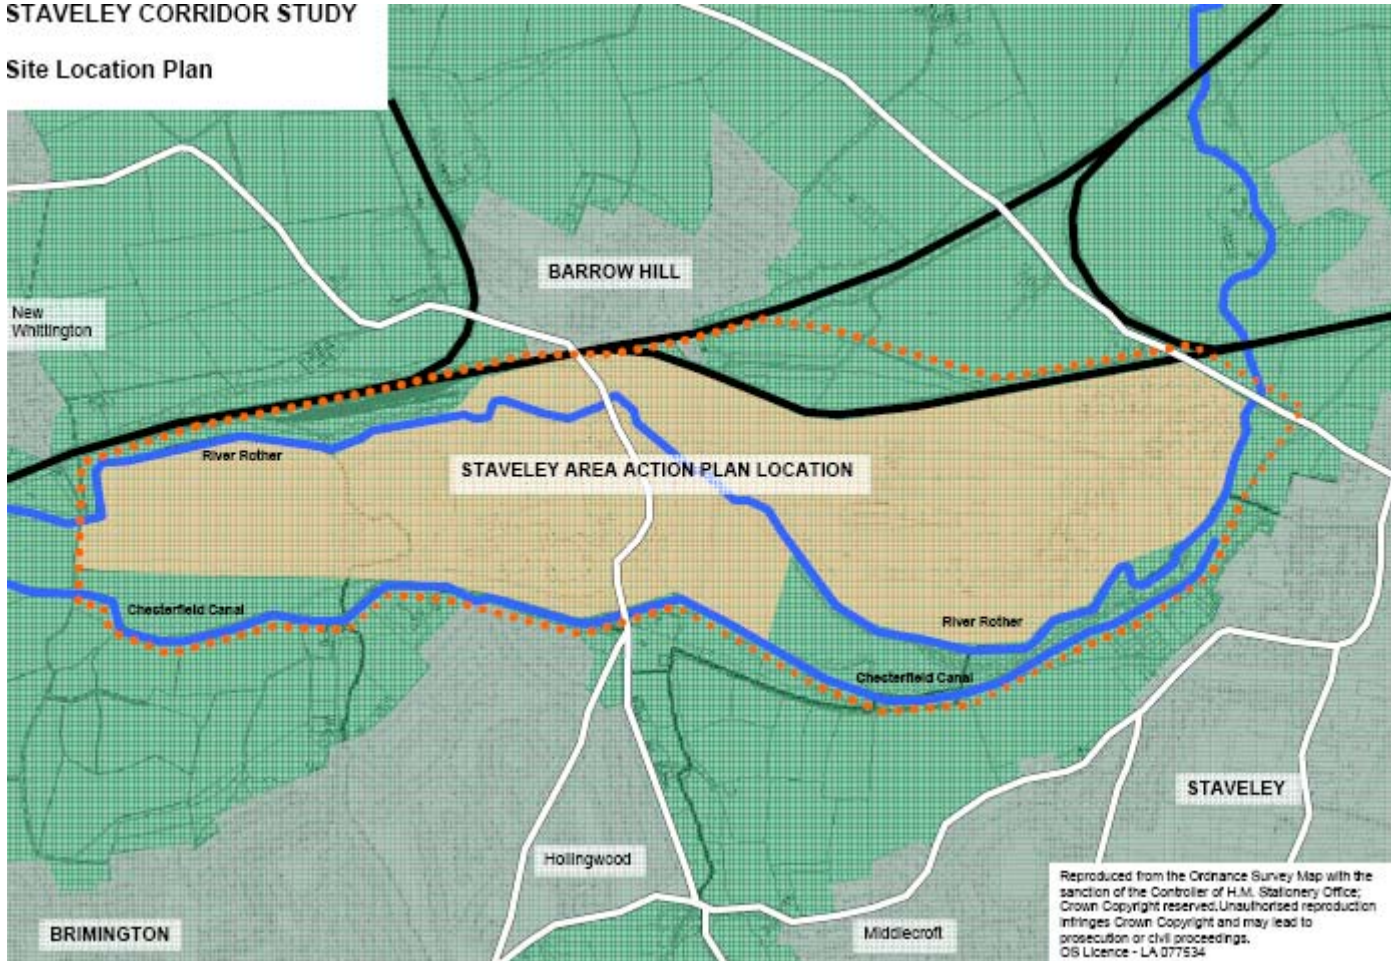 STAVELEY CORRIDOR STUDY
Site Location Plan
BARROW HILL
New
Whittington
River Rother
STAVELEY AREA ACTION PLAN LOCATION
Chesterfield Canal
River Rother
Chesterfield Canal
STAVELEY
Hollingwood
BRIMINGTON
Middlecroft
Reproduced from the Ordnance Survey Map with the
sanction of the Controller of H.M. Stationery Office;
Crown Copyright reserved.Unauthorised reproduction
infringes Crown Copyright and may lead to
prosecution or civil proceedings.
OS Licence - LA 077534